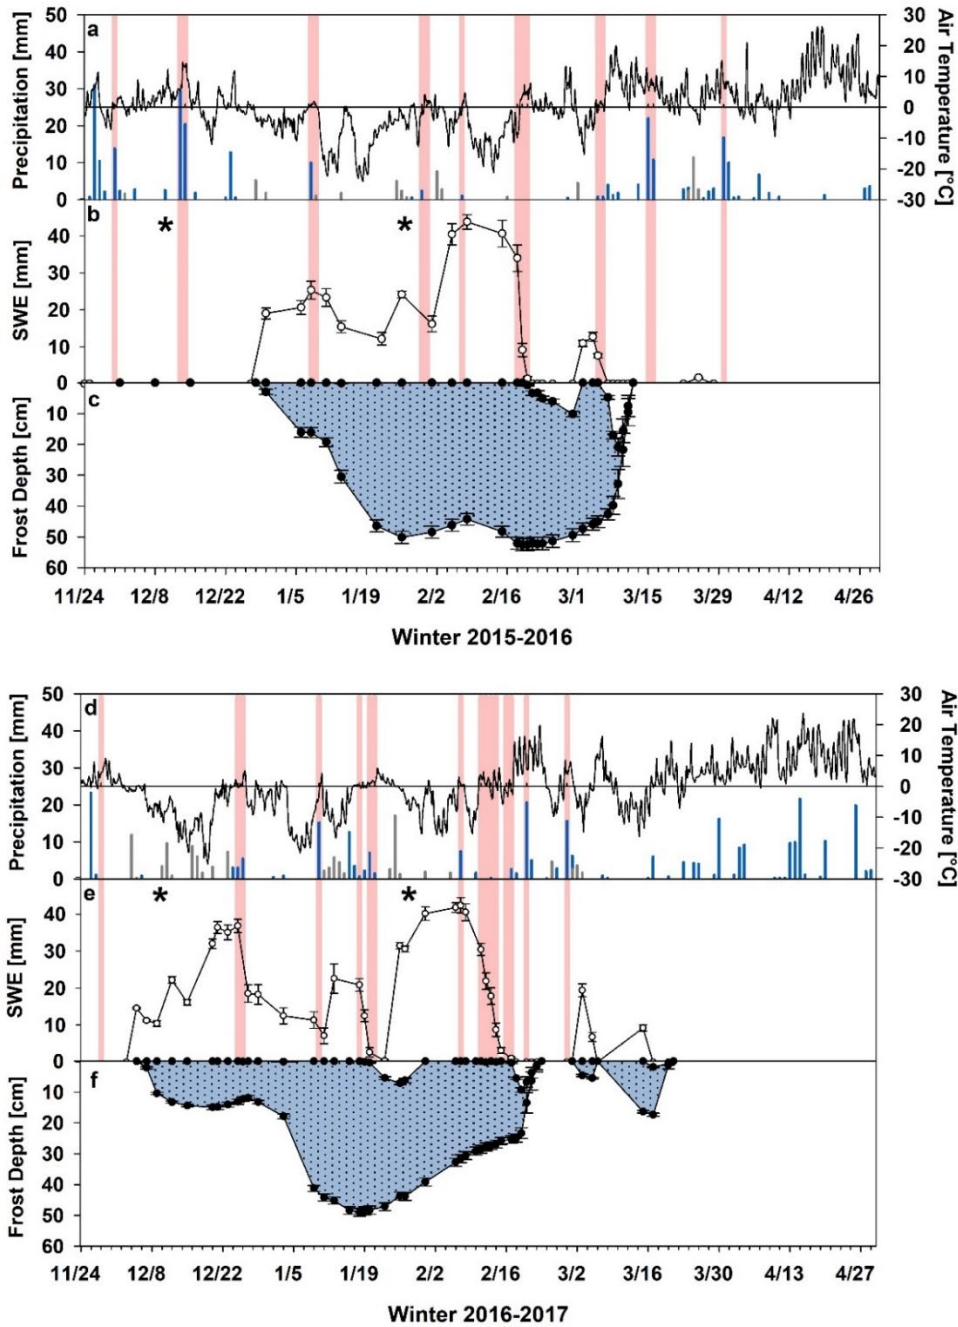 a
Precipitation [mm]
50
40
30
20
10
0
Air Temperature [°C]
30
20
10
0
-10
-20
-30
b
*
*
SWE [mm]
40
30
20
10
0
c
Frost Depth [cm]
10
20
30
40
50
60
11/24 12/8 12/22 1/5 1/19 2/2 2/16 3/1 3/15 3/29 4/12 4/26
Winter 2015-2016
d
Precipitation [mm]
50
40
30
20
10
0
Air Temperature [°C]
30
20
10
0
-10
-20
-30
e
*
*
SWE [mm]
40
30
20
10
0
f
Frost Depth [cm]
10
20
30
40
50
60
11/24 12/8 12/22 1/5 1/19 2/2 2/16 3/2 3/16 3/30 4/13 4/27
Winter 2016-2017